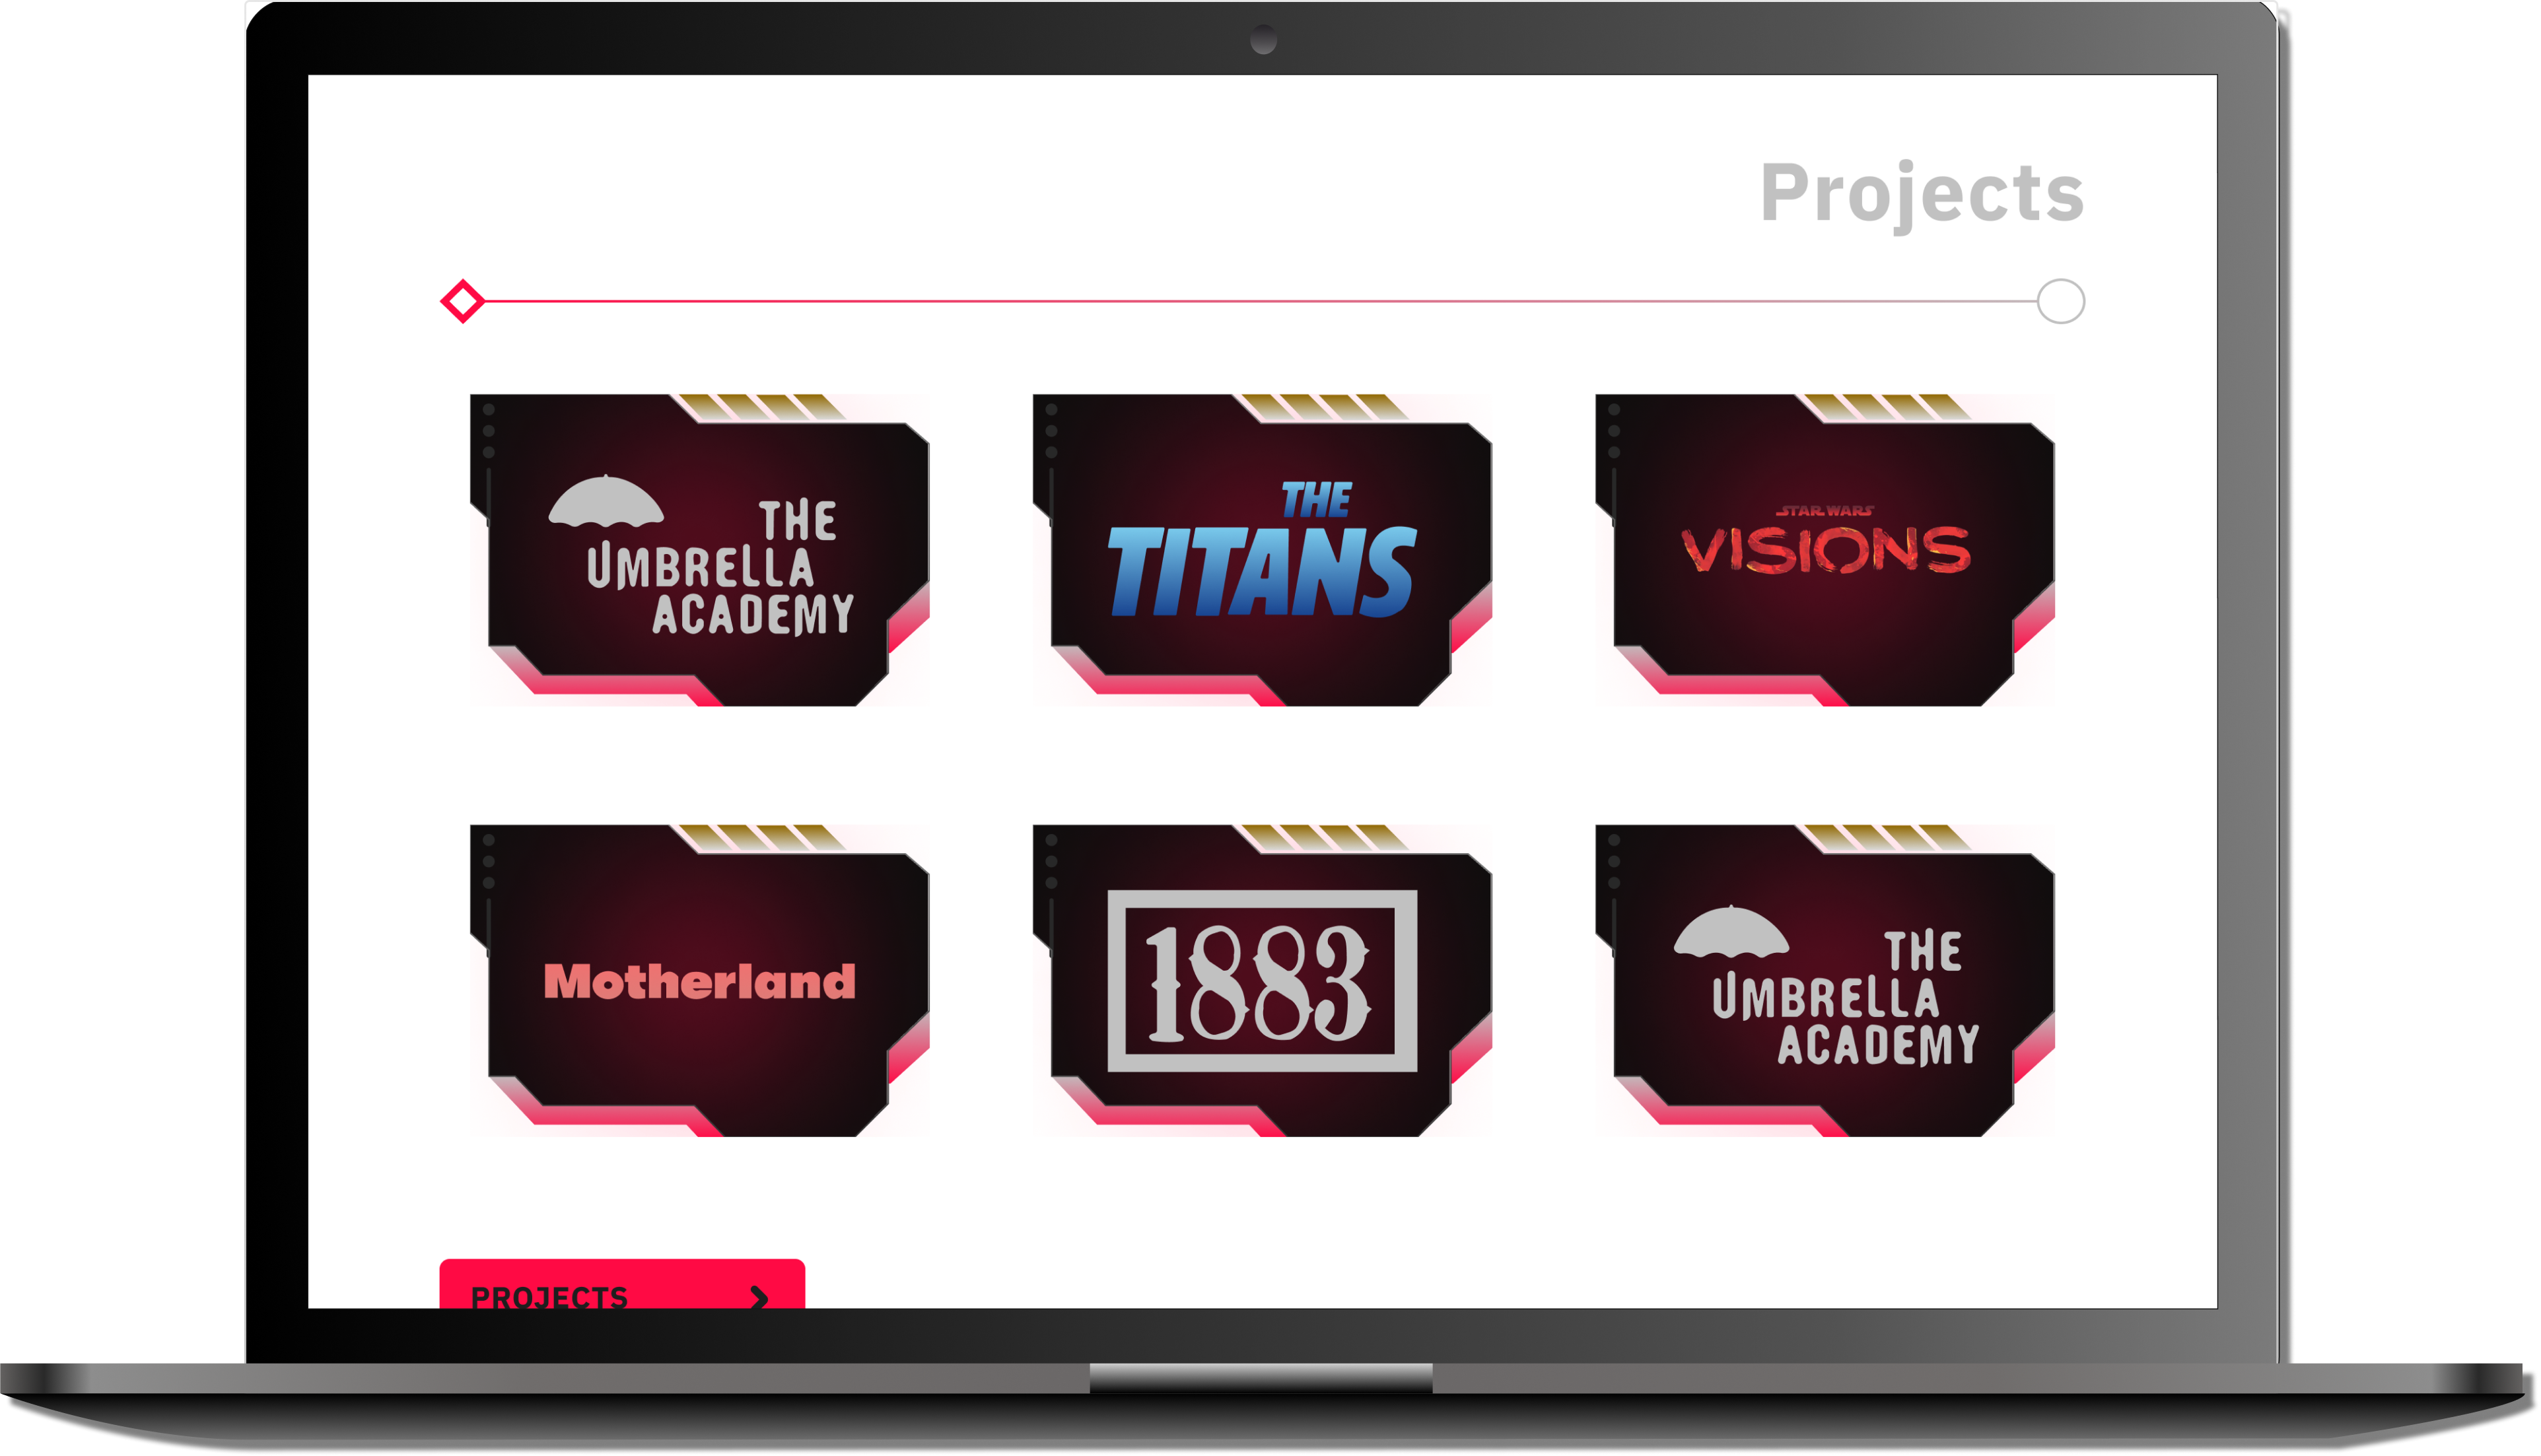 Projects
THE
UMBRELLA
ACADEMY
THE
TITANS
STAR WARS
VISIONS
Motherland
1883
THE
UMBRELLA
ACADEMY
PROJECTS